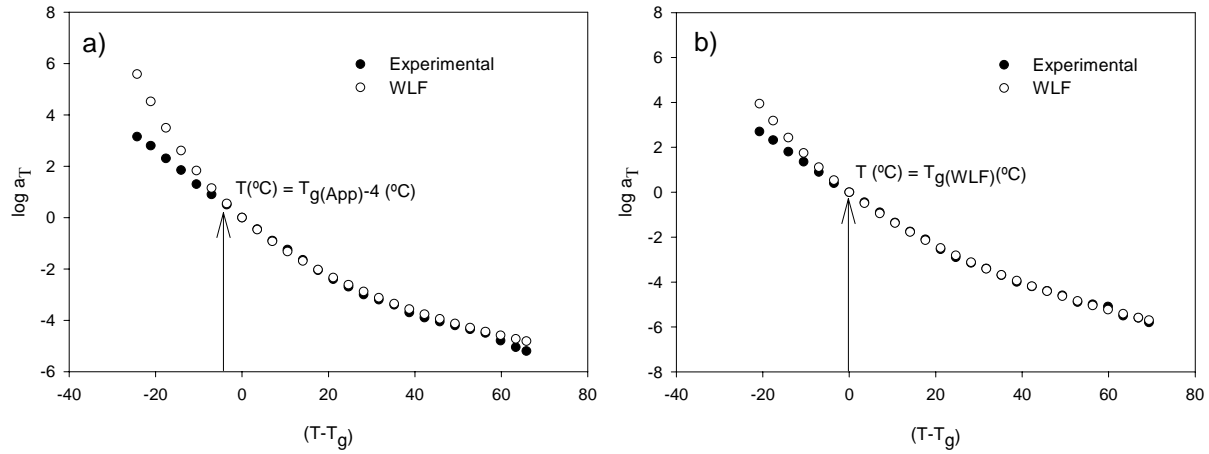 a)
Experimental
WLF
T(ºC) = Tg(App)-4 (ºC)
log aT
8
6
4
2
0
-2
-4
-6
-40 -20 0 20 40 60 80
(T-Tg)
b)
Experimental
WLF
T (ºC) = Tg(WLF)(ºC)
log aT
8
6
4
2
0
-2
-4
-6
-8
-40 -20 0 20 40 60 80
(T-Tg)